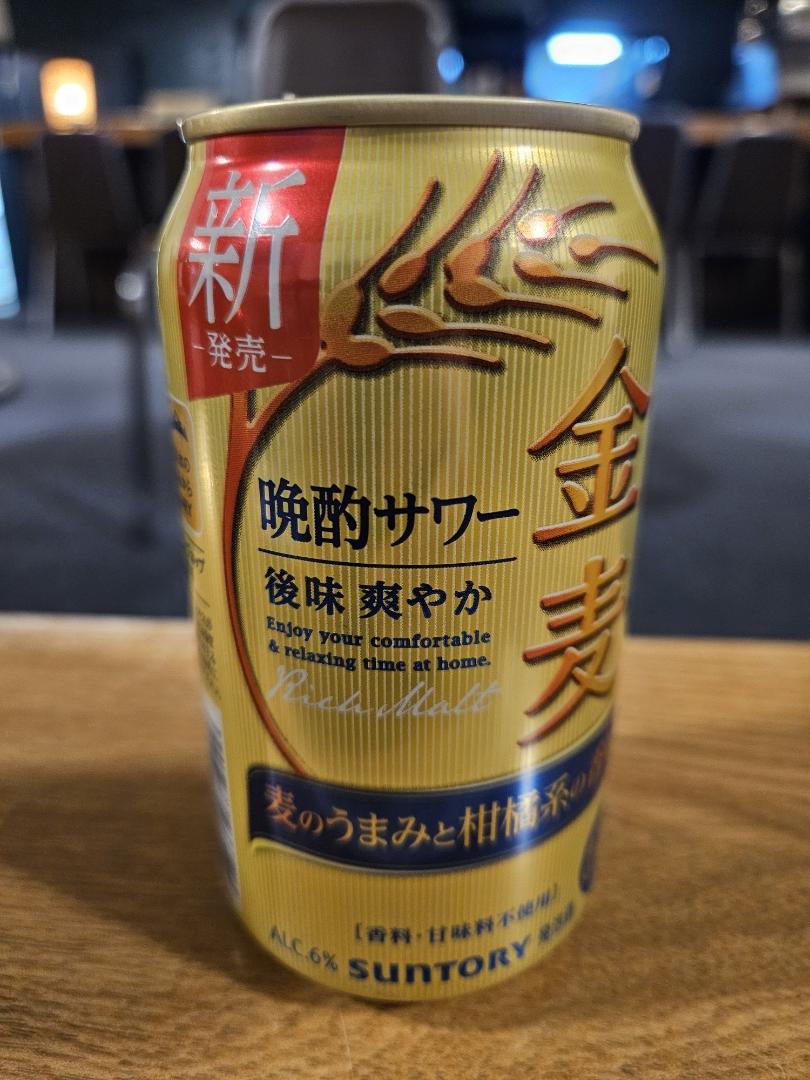 新
-発売-
金麦
晩酌サワー
後味 爽やか
Enjoy your comfortable
& relaxing time at home.
Rich Malt
麦のうまみと柑橘系の
[香料・甘味料不使用]
ALC.6% SUNTORY 発泡酒